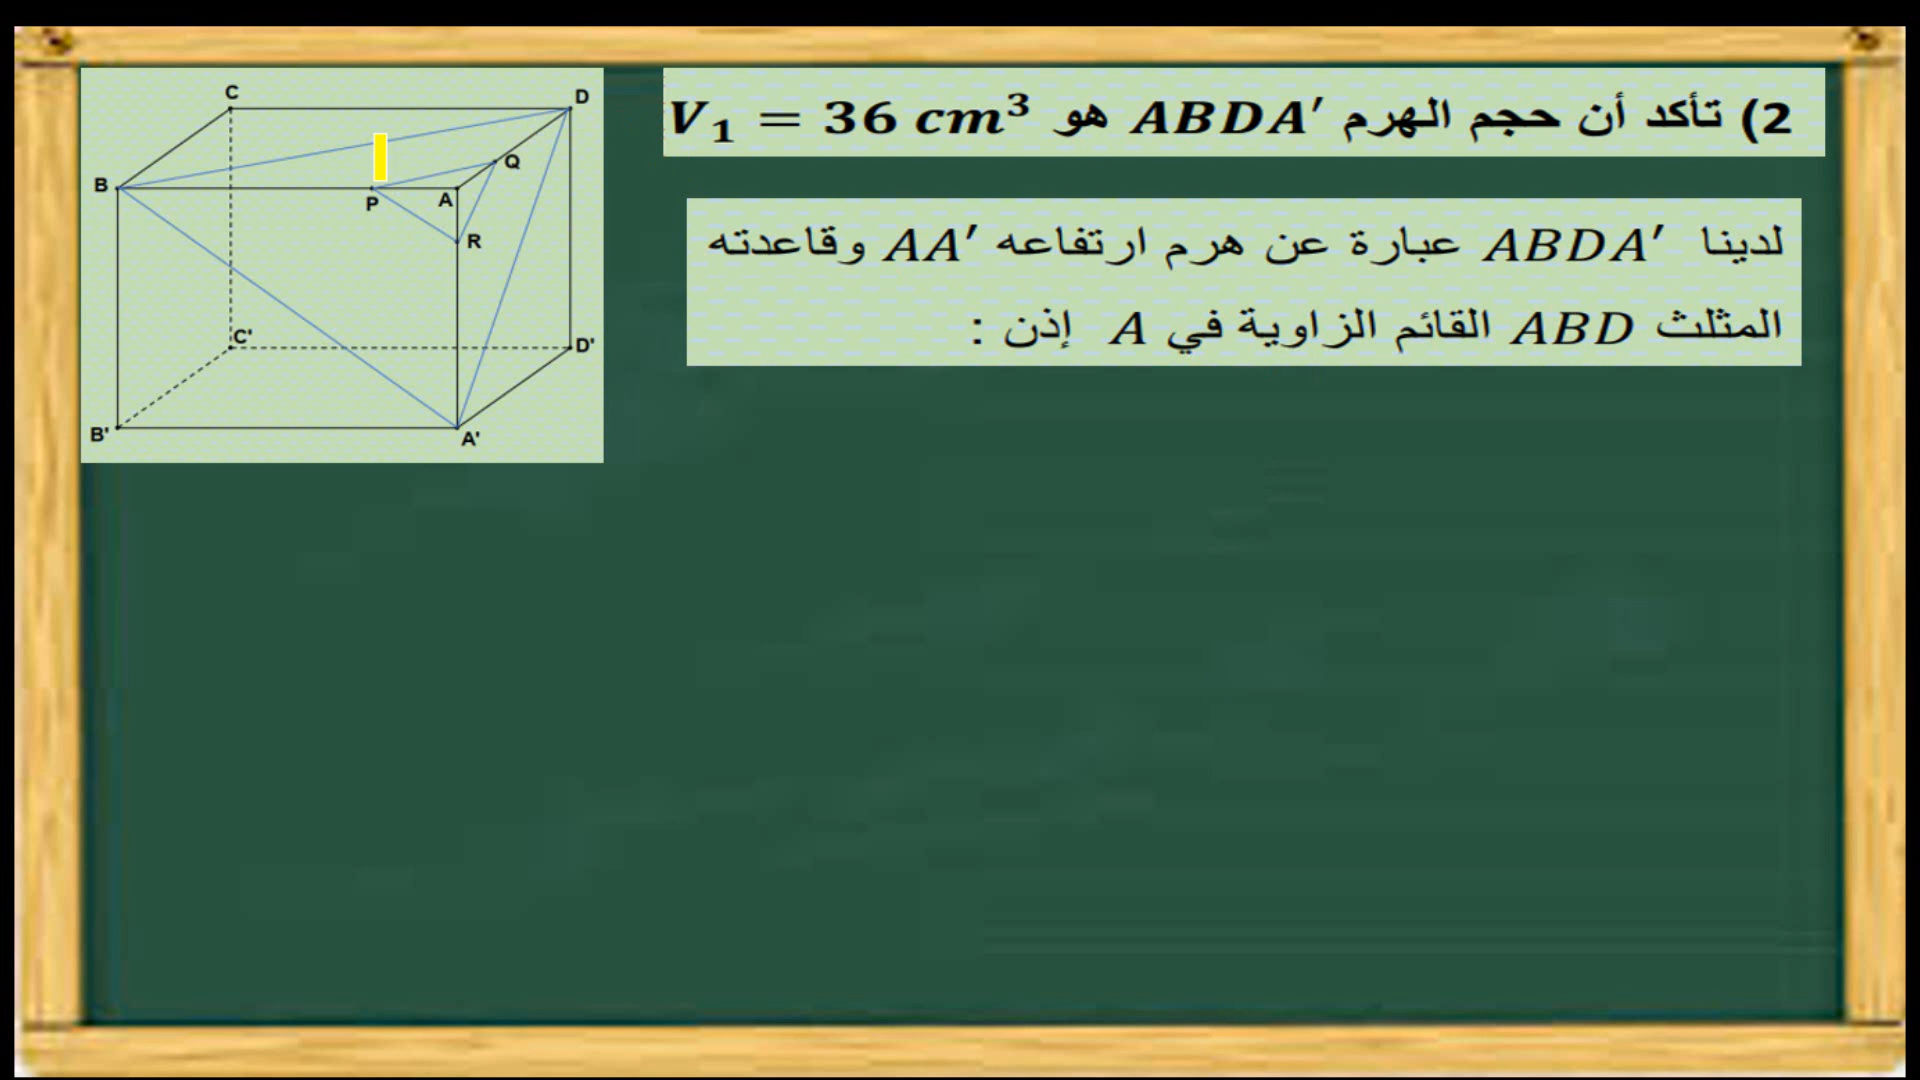 2) تأكد أن حجم الهرم ABDA′ هو V₁ = 36 cm³
لدينا ABDA′ عبارة عن هرم ارتفاعه AA′ وقاعدته
المثلث ABD القائم الزاوية في A إذن :
C
D
Q
B
P
A
R
C'
D'
B'
A'